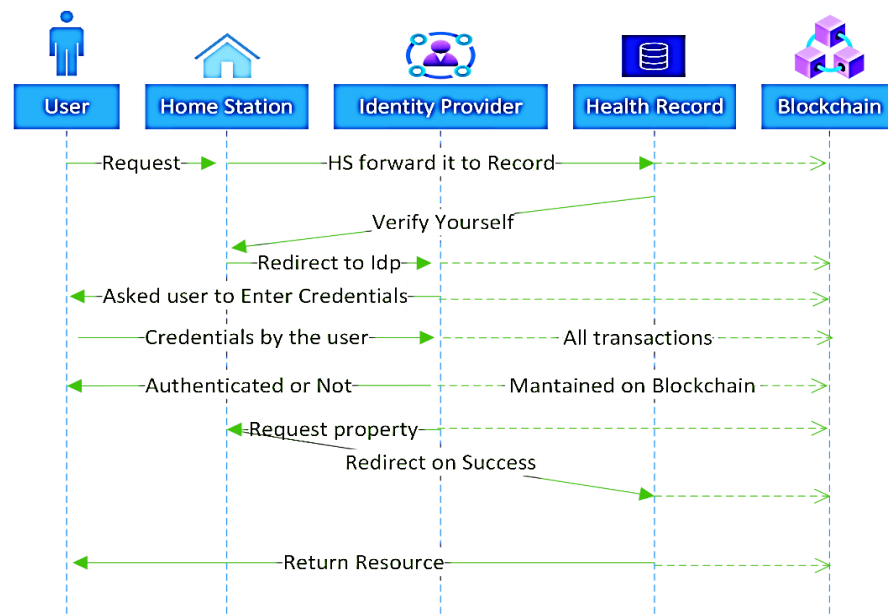 User
Home Station
Identity Provider
Health Record
Blockchain
Request
HS forward it to Record
Verify Yourself
Redirect to Idp
Asked user to Enter Credentials
Credentials by the user
All transactions
Authenticated or Not
Mantained on Blockchain
Request property
Redirect on Success
Return Resource